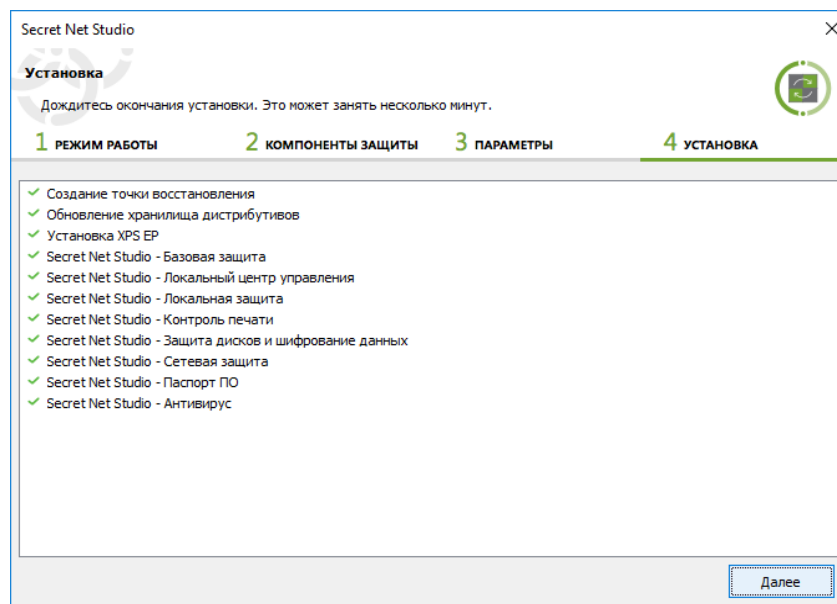 Secret Net Studio
Установка
Дождитесь окончания установки. Это может занять несколько минут.
1 РЕЖИМ РАБОТЫ 2 КОМПОНЕНТЫ ЗАЩИТЫ 3 ПАРАМЕТРЫ 4 УСТАНОВКА
Создание точки восстановления
Обновление хранилища дистрибутивов
Установка XPS EP
Secret Net Studio - Базовая защита
Secret Net Studio - Локальный центр управления
Secret Net Studio - Локальная защита
Secret Net Studio - Контроль печати
Secret Net Studio - Защита дисков и шифрование данных
Secret Net Studio - Сетевая защита
Secret Net Studio - Паспорт ПО
Secret Net Studio - Антивирус
Далее